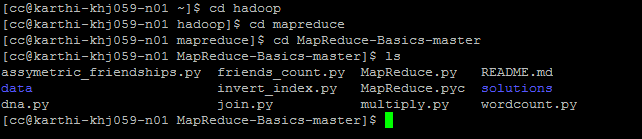 [cc@karthi-khj059-n01 ~]$ cd hadoop
[cc@karthi-khj059-n01 hadoop]$ cd mapreduce
[cc@karthi-khj059-n01 mapreduce]$ cd MapReduce-Basics-master
[cc@karthi-khj059-n01 MapReduce-Basics-master]$ ls
assymetric_friendships.py  friends_count.py  MapReduce.py  README.md
data                       invert_index.py   MapReduce.pyc  solutions
dna.py                     join.py           multiply.py   wordcount.py
[cc@karthi-khj059-n01 MapReduce-Basics-master]$